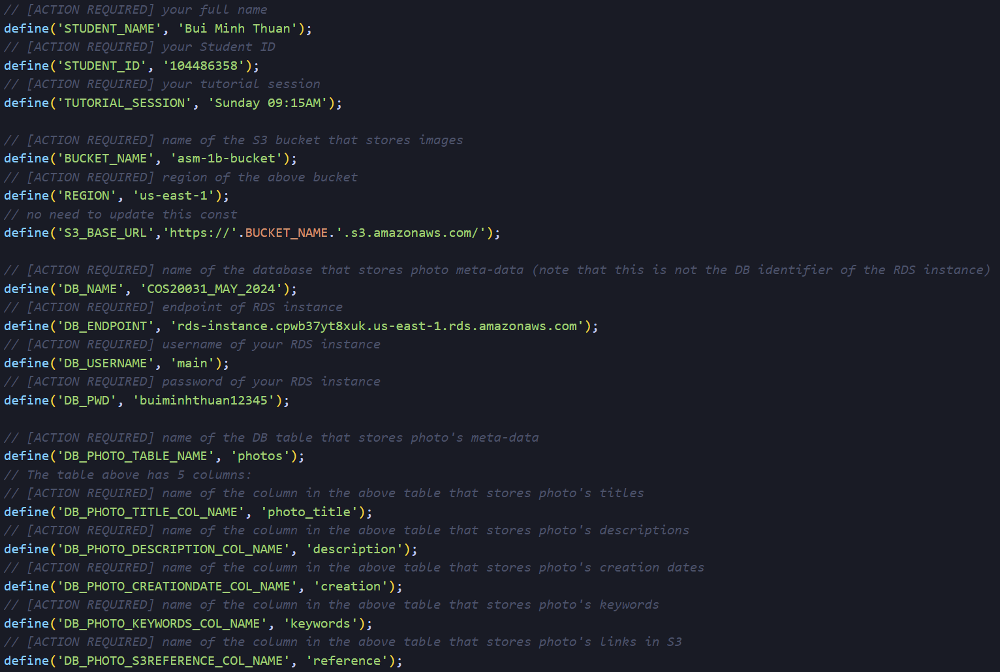 // [ACTION REQUIRED] your full name
define('STUDENT_NAME', 'Bui Minh Thuan');
// [ACTION REQUIRED] your Student ID
define('STUDENT_ID', '104486358');
// [ACTION REQUIRED] your tutorial session
define('TUTORIAL_SESSION', 'Sunday 09:15AM');
// [ACTION REQUIRED] name of the S3 bucket that stores images
define('BUCKET_NAME', 'asm-1b-bucket');
// [ACTION REQUIRED] region of the above bucket
define('REGION', 'us-east-1');
// no need to update this const
define('S3_BASE_URL','https://'.BUCKET_NAME.'.s3.amazonaws.com/');
// [ACTION REQUIRED] name of the database that stores photo meta-data (note that this is not the DB identifier of the RDS instance)
define('DB_NAME', 'COS20031_MAY_2024');
// [ACTION REQUIRED] endpoint of RDS instance
define('DB_ENDPOINT', 'rds-instance.cpwb37yt8xuk.us-east-1.rds.amazonaws.com');
// [ACTION REQUIRED] username of your RDS instance
define('DB_USERNAME', 'main');
// [ACTION REQUIRED] password of your RDS instance
define('DB_PWD', 'buiminhthuan12345');
// [ACTION REQUIRED] name of the DB table that stores photo's meta-data
define('DB_PHOTO_TABLE_NAME', 'photos');
// The table above has 5 columns:
// [ACTION REQUIRED] name of the column in the above table that stores photo's titles
define('DB_PHOTO_TITLE_COL_NAME', 'photo_title');
// [ACTION REQUIRED] name of the column in the above table that stores photo's descriptions
define('DB_PHOTO_DESCRIPTION_COL_NAME', 'description');
// [ACTION REQUIRED] name of the column in the above table that stores photo's creation dates
define('DB_PHOTO_CREATIONDATE_COL_NAME', 'creation');
// [ACTION REQUIRED] name of the column in the above table that stores photo's keywords
define('DB_PHOTO_KEYWORDS_COL_NAME', 'keywords');
// [ACTION REQUIRED] name of the column in the above table that stores photo's links in S3
define('DB_PHOTO_S3REFERENCE_COL_NAME', 'reference');